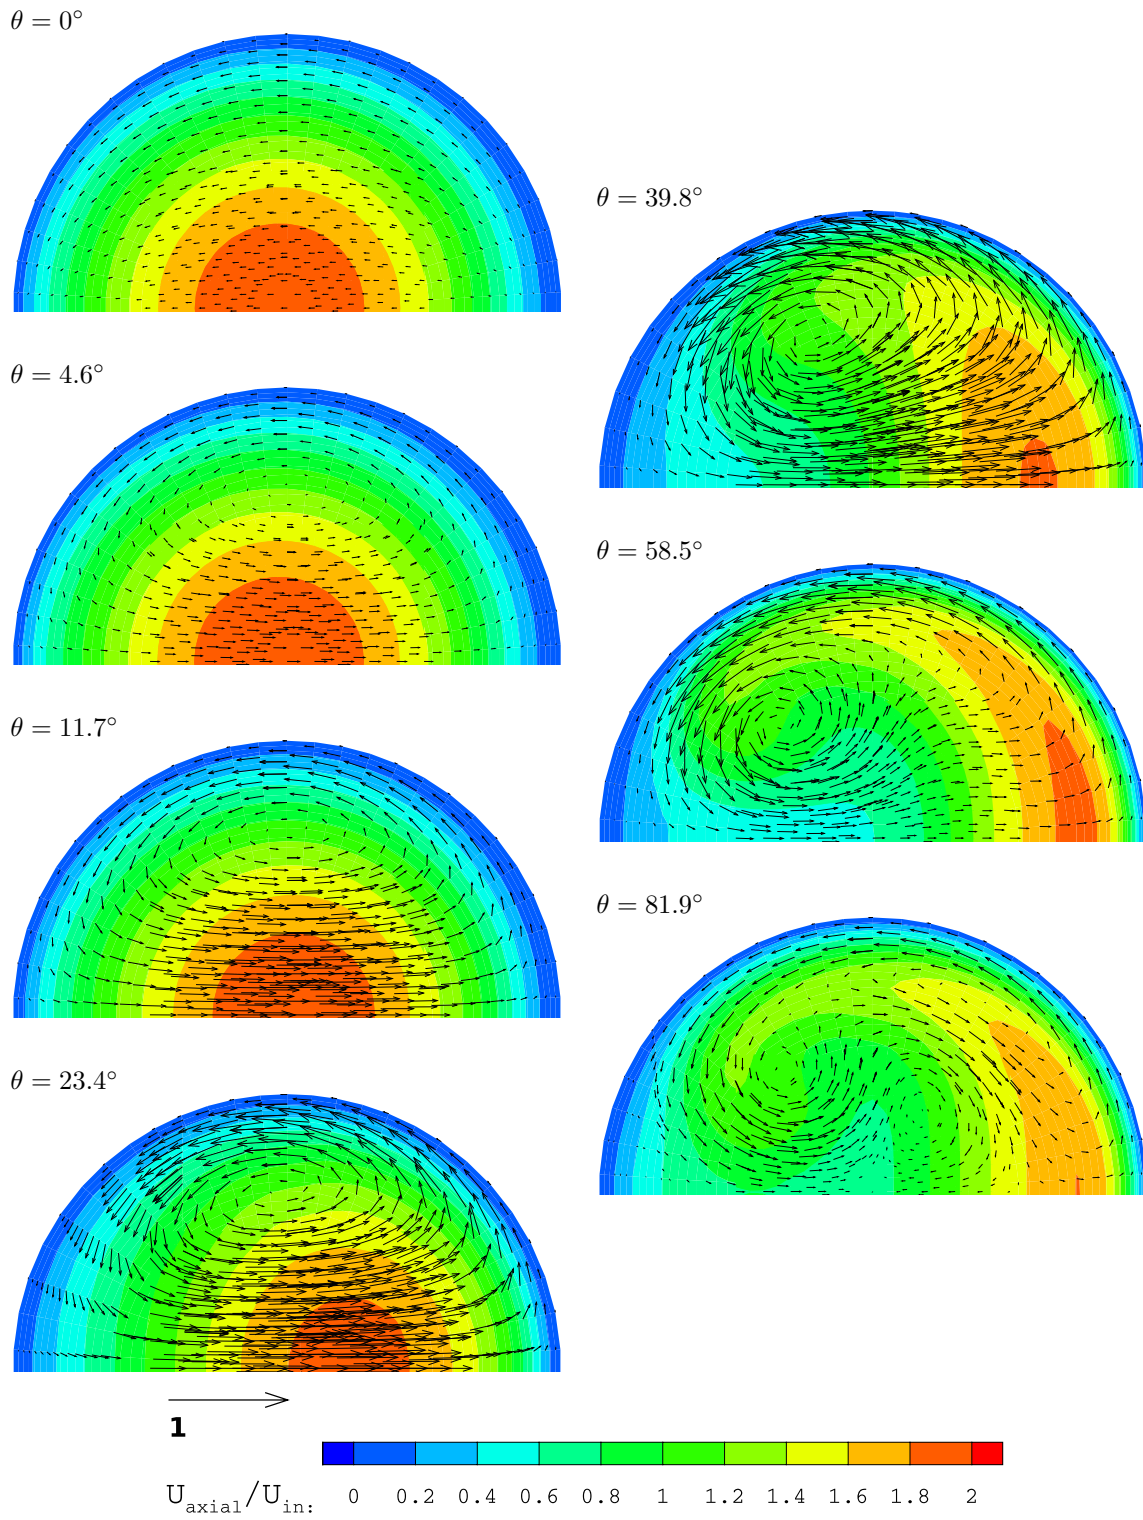 θ = 0°
θ = 4.6°
θ = 11.7°
θ = 23.4°
θ = 39.8°
θ = 58.5°
θ = 81.9°
1
U_axial/U_in: 0 0.2 0.4 0.6 0.8 1 1.2 1.4 1.6 1.8 2